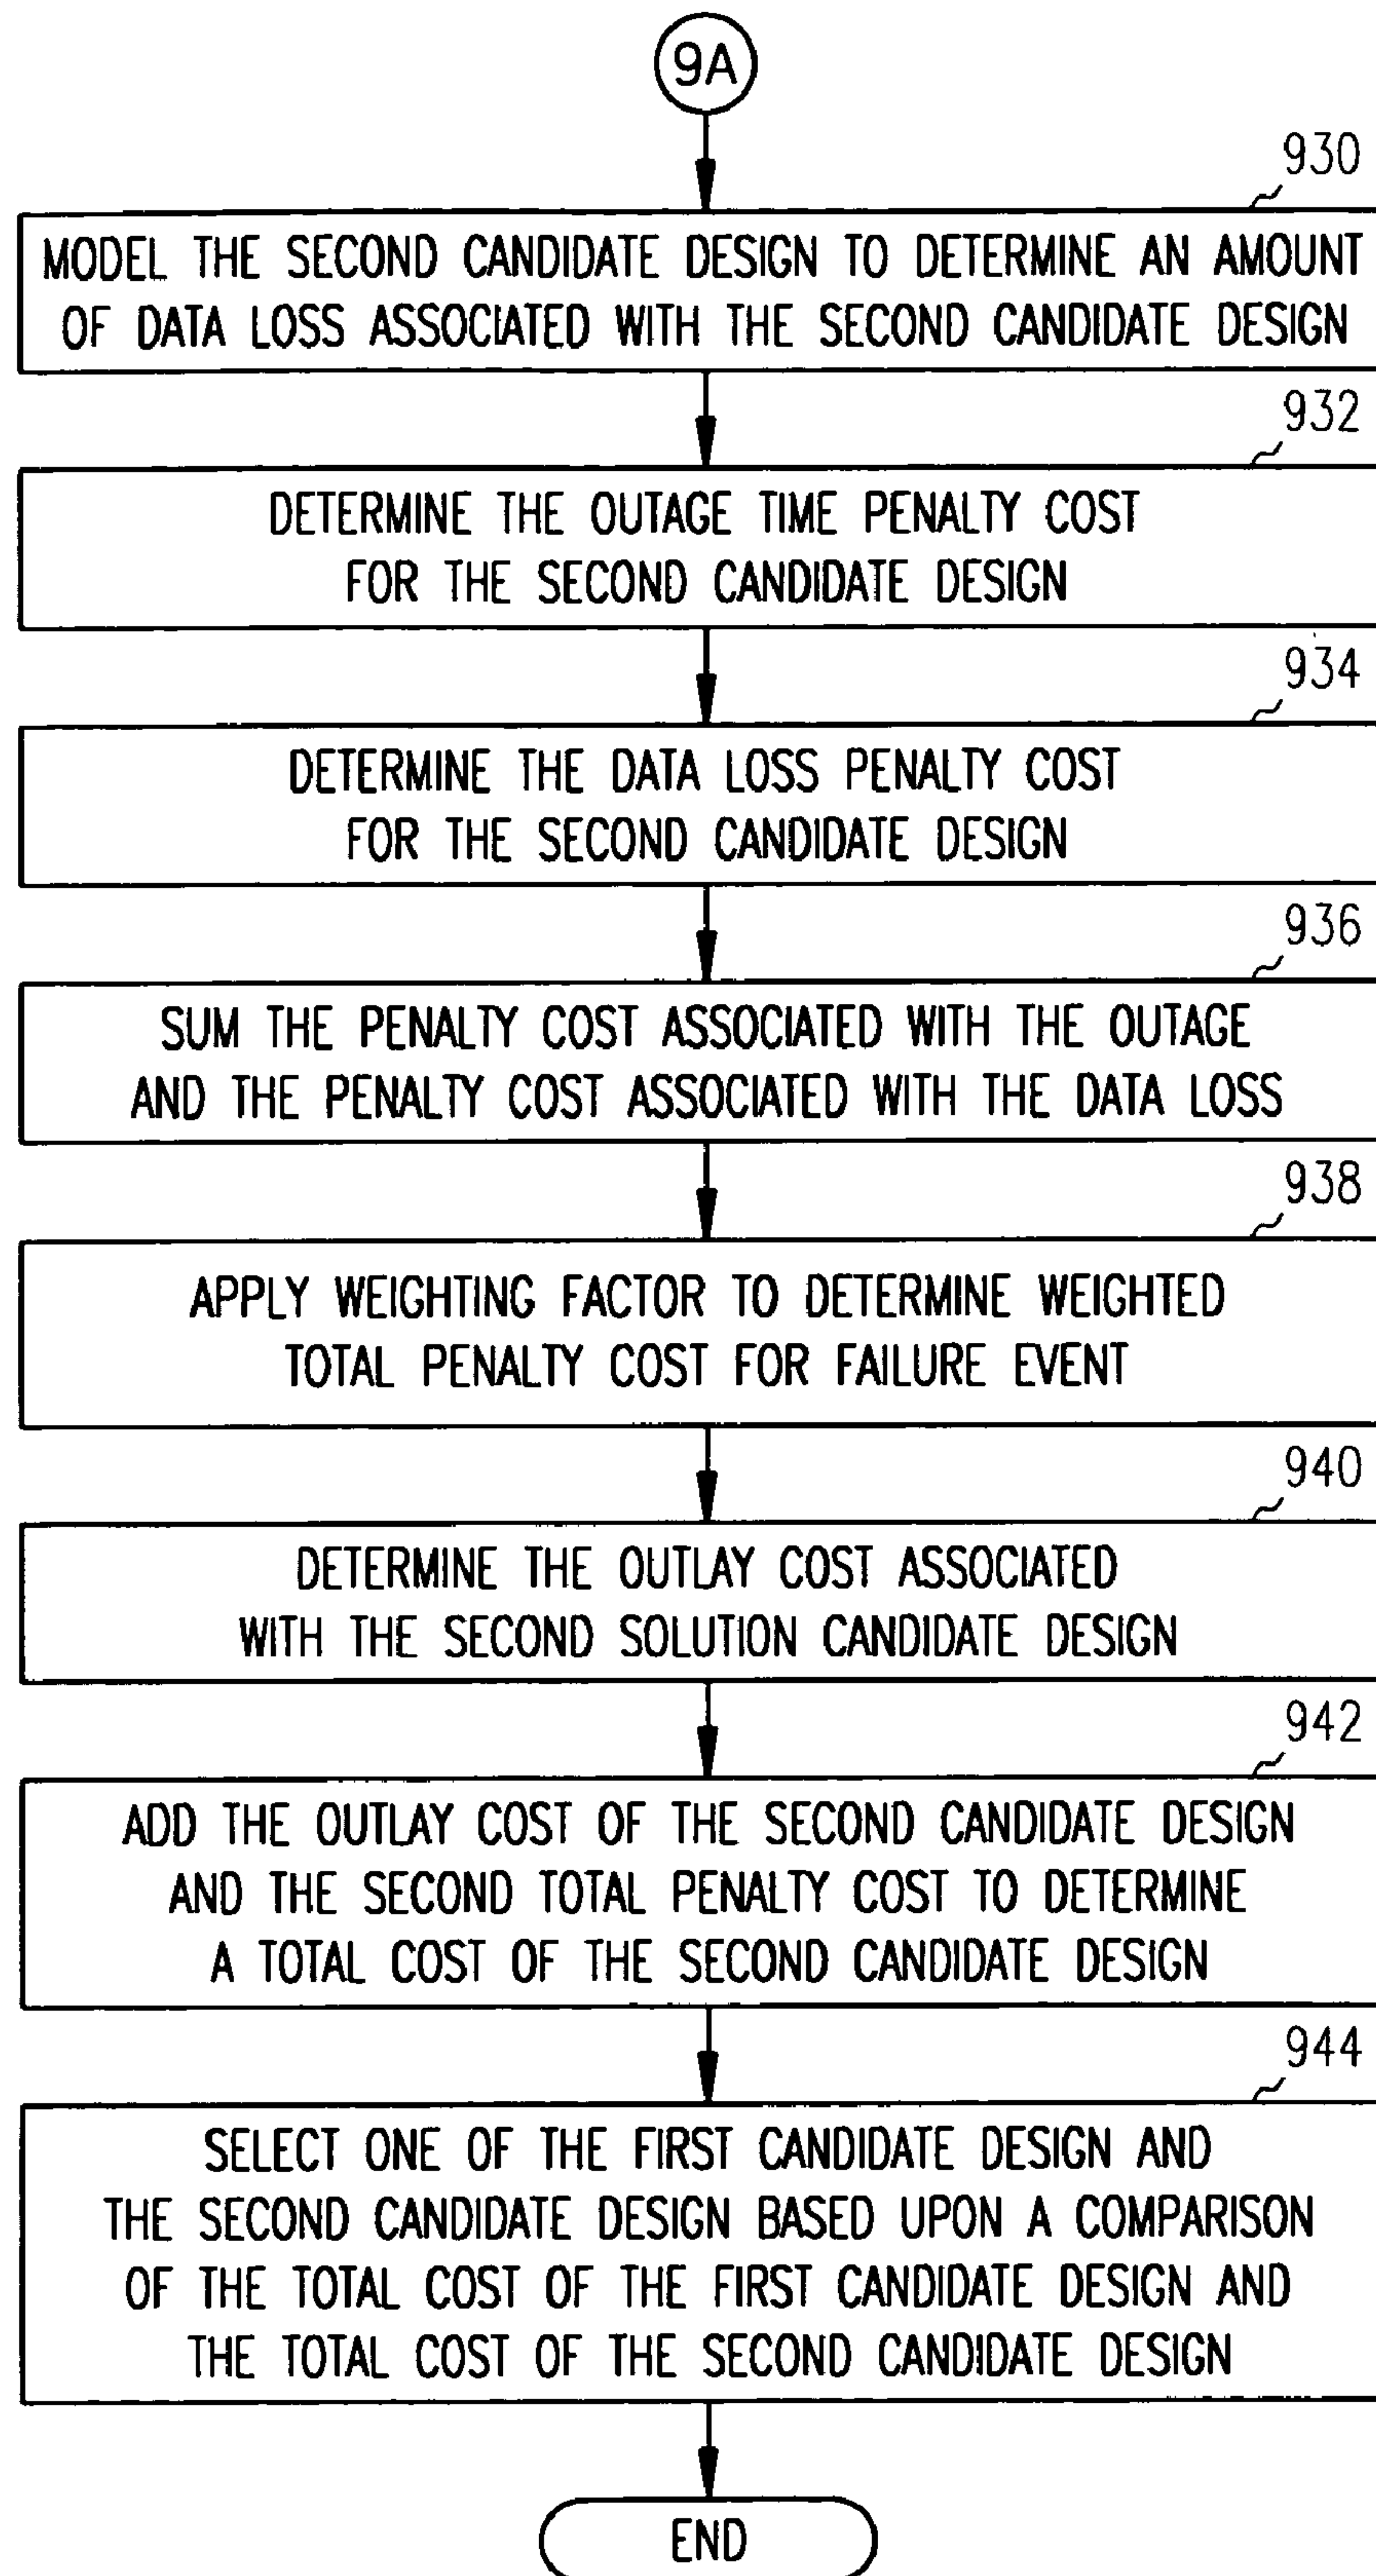 9A
930
MODEL THE SECOND CANDIDATE DESIGN TO DETERMINE AN AMOUNT
OF DATA LOSS ASSOCIATED WITH THE SECOND CANDIDATE DESIGN
932
DETERMINE THE OUTAGE TIME PENALTY COST
FOR THE SECOND CANDIDATE DESIGN
934
DETERMINE THE DATA LOSS PENALTY COST
FOR THE SECOND CANDIDATE DESIGN
936
SUM THE PENALTY COST ASSOCIATED WITH THE OUTAGE
AND THE PENALTY COST ASSOCIATED WITH THE DATA LOSS
938
APPLY WEIGHTING FACTOR TO DETERMINE WEIGHTED
TOTAL PENALTY COST FOR FAILURE EVENT
940
DETERMINE THE OUTLAY COST ASSOCIATED
WITH THE SECOND SOLUTION CANDIDATE DESIGN
942
ADD THE OUTLAY COST OF THE SECOND CANDIDATE DESIGN
AND THE SECOND TOTAL PENALTY COST TO DETERMINE
A TOTAL COST OF THE SECOND CANDIDATE DESIGN
944
SELECT ONE OF THE FIRST CANDIDATE DESIGN AND
THE SECOND CANDIDATE DESIGN BASED UPON A COMPARISON
OF THE TOTAL COST OF THE FIRST CANDIDATE DESIGN AND
THE TOTAL COST OF THE SECOND CANDIDATE DESIGN
END